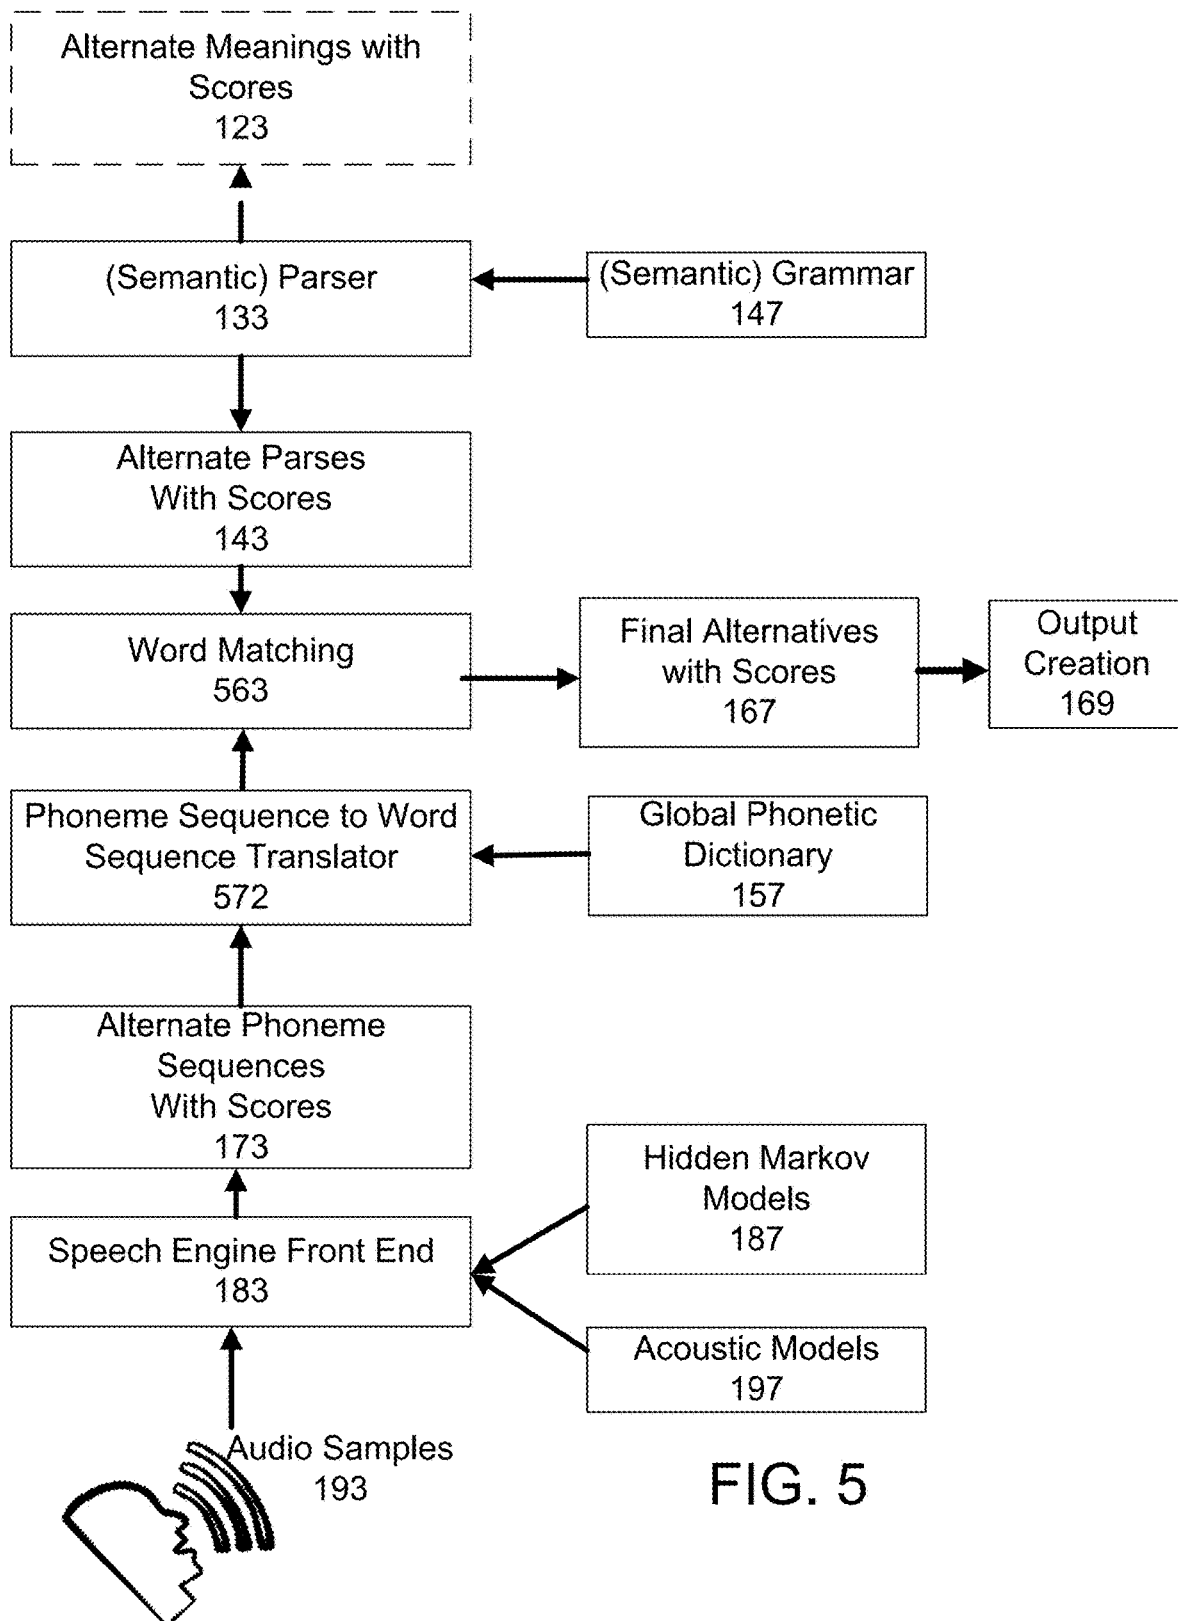 Alternate Meanings with
Scores
123
(Semantic) Parser
133
(Semantic) Grammar
147
Alternate Parses
With Scores
143
Word Matching
563
Final Alternatives
with Scores
167
Output
Creation
169
Phoneme Sequence to Word
Sequence Translator
572
Global Phonetic
Dictionary
157
Alternate Phoneme
Sequences
With Scores
173
Hidden Markov
Models
187
Speech Engine Front End
183
Acoustic Models
197
Audio Samples
193
FIG. 5